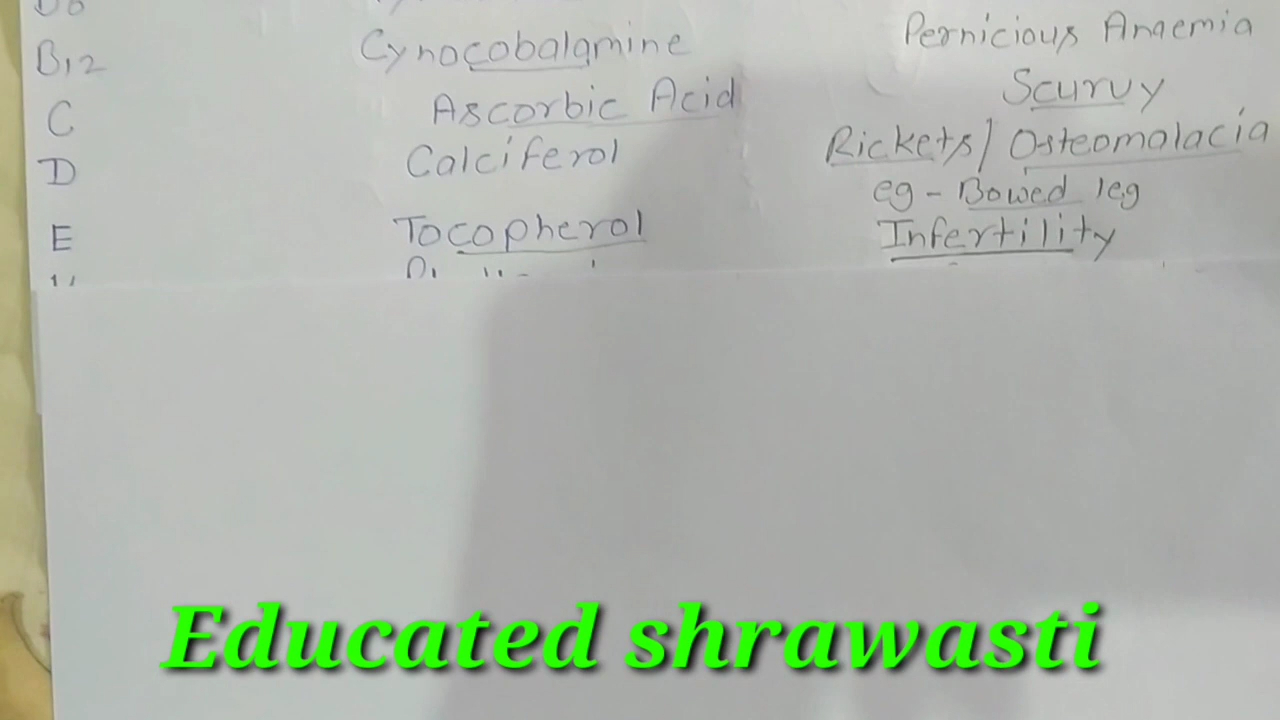 B12 Cynocobalamine Pernicious Anaemia
C Ascorbic Acid Scurvy
D Calciferol Rickets/Osteomalacia
eg - Bowed leg
E Tocopherol Infertility
Educated shrawasti